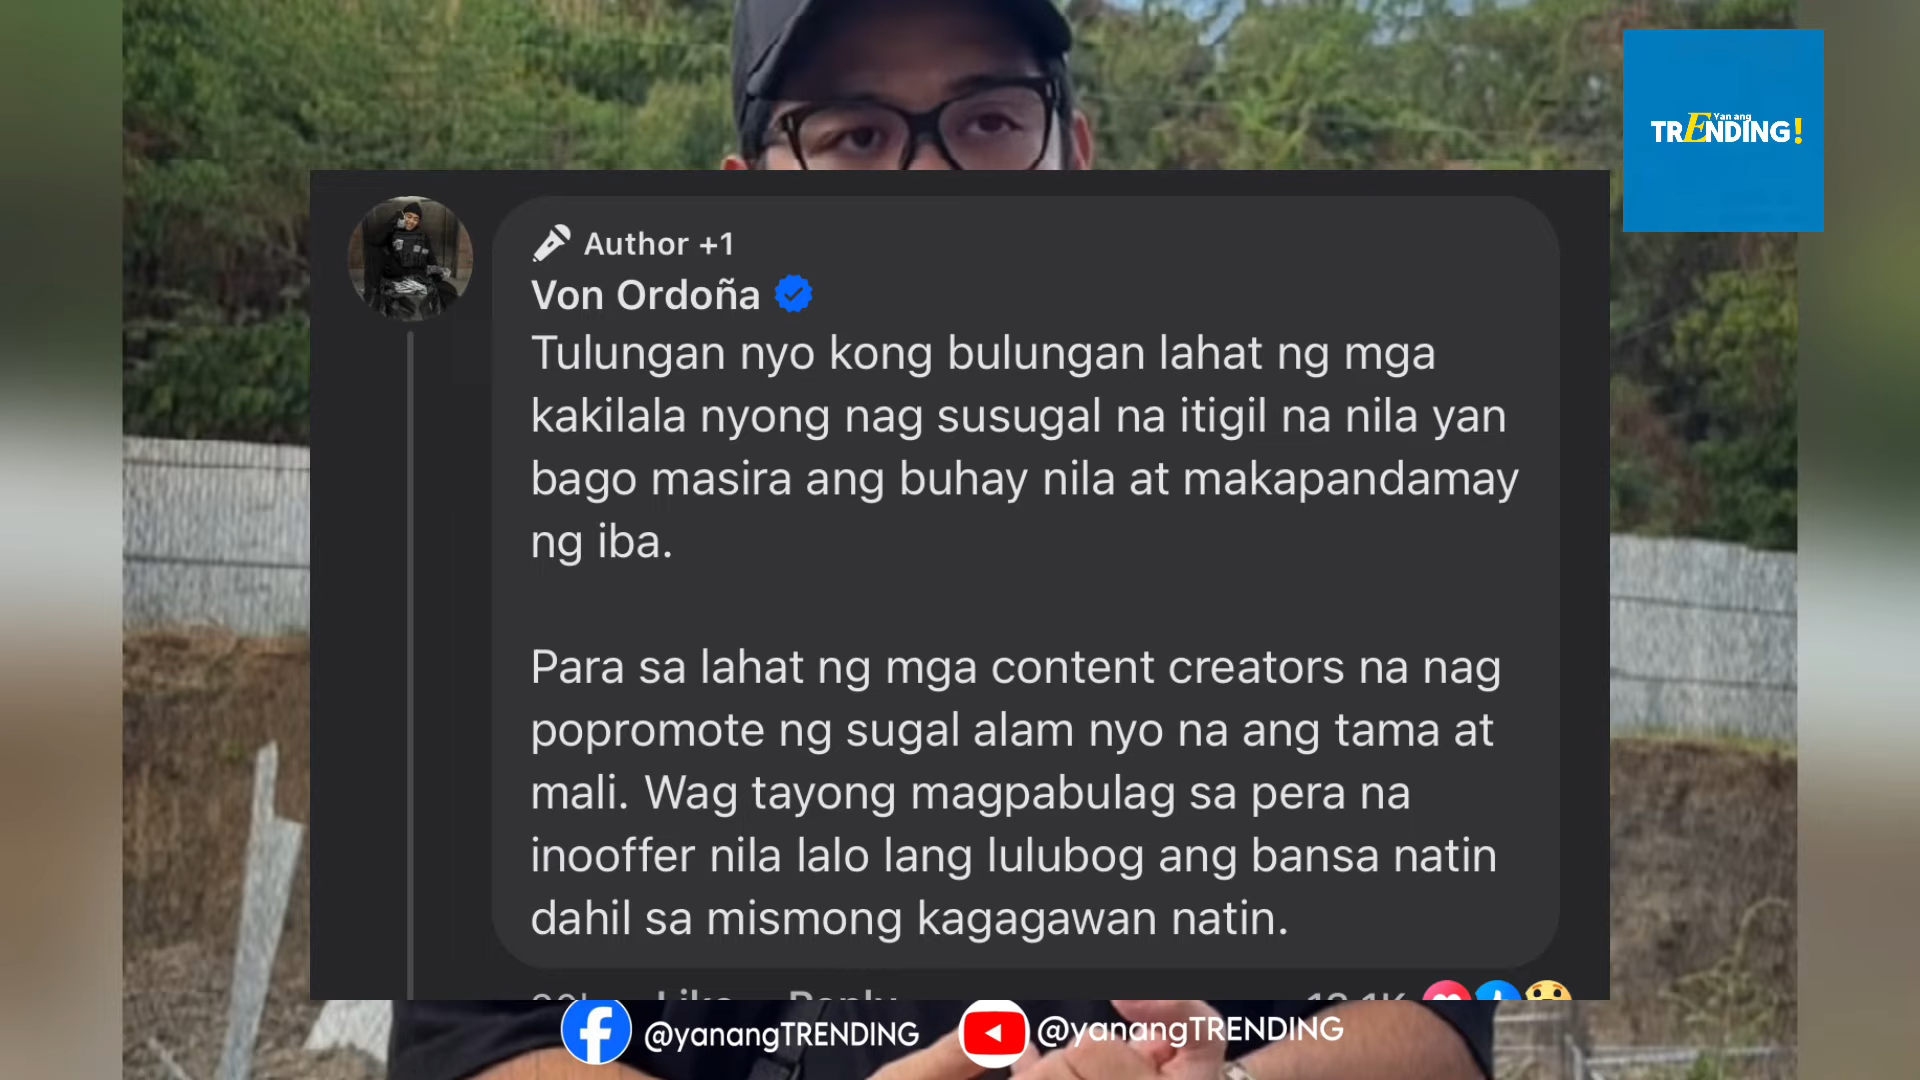 Yan ang
TRENDING!
Author +1
Von Ordoña
Tulungan nyo kong bulungan lahat ng mga
kakilala nyong nag susugal na itigil na nila yan
bago masira ang buhay nila at makapandamay
ng iba.
Para sa lahat ng mga content creators na nag
popromote ng sugal alam nyo na ang tama at
mali. Wag tayong magpabulag sa pera na
inooffer nila lalo lang lulubog ang bansa natin
dahil sa mismong kagagawan natin.
Like Reply
@yanangTRENDING
@yanangTRENDING